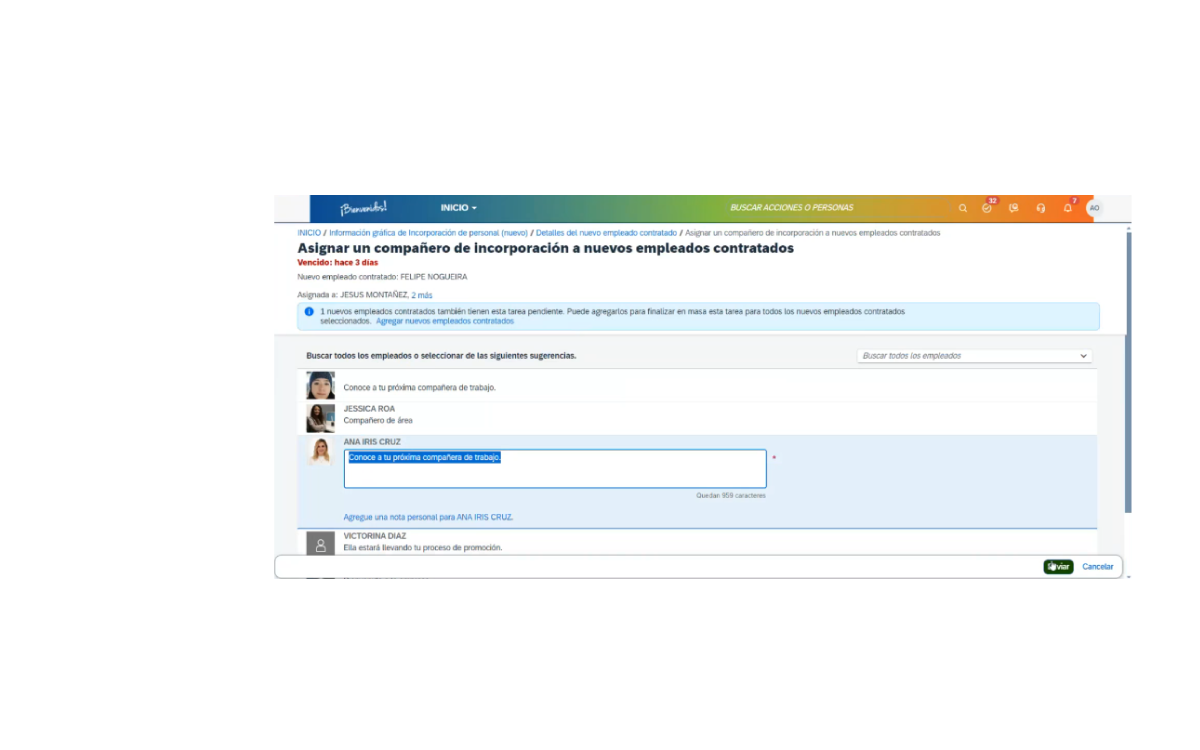 ¡Bienvenidos!
INICIO
BUSCAR ACCIONES O PERSONAS
32
7
AO
INICIO / Información gráfica de Incorporación de personal (nuevo) / Detalles del nuevo empleado contratado / Asignar un compañero de incorporación a nuevos empleados contratados
Asignar un compañero de incorporación a nuevos empleados contratados
Vencido: hace 3 días
Nuevo empleado contratado: FELIPE NOGUEIRA
Asignada a: JESUS MONTAÑEZ, 2 más
1 nuevos empleados contratados también tienen esta tarea pendiente. Puede agregarlos para finalizar en masa esta tarea para todos los nuevos empleados contratados
seleccionados. Agregar nuevos empleados contratados
Buscar todos los empleados o seleccionar de las siguientes sugerencias.
Buscar todos los empleados
Conoce a tu próxima compañera de trabajo.
JESSICA ROA
Compañero de área
ANA IRIS CRUZ
Conoce a tu próxima compañera de trabajo.
*
Quedan 959 caracteres
Agregue una nota personal para ANA IRIS CRUZ.
VICTORINA DIAZ
Ella estará llevando tu proceso de promoción.
Enviar
Cancelar